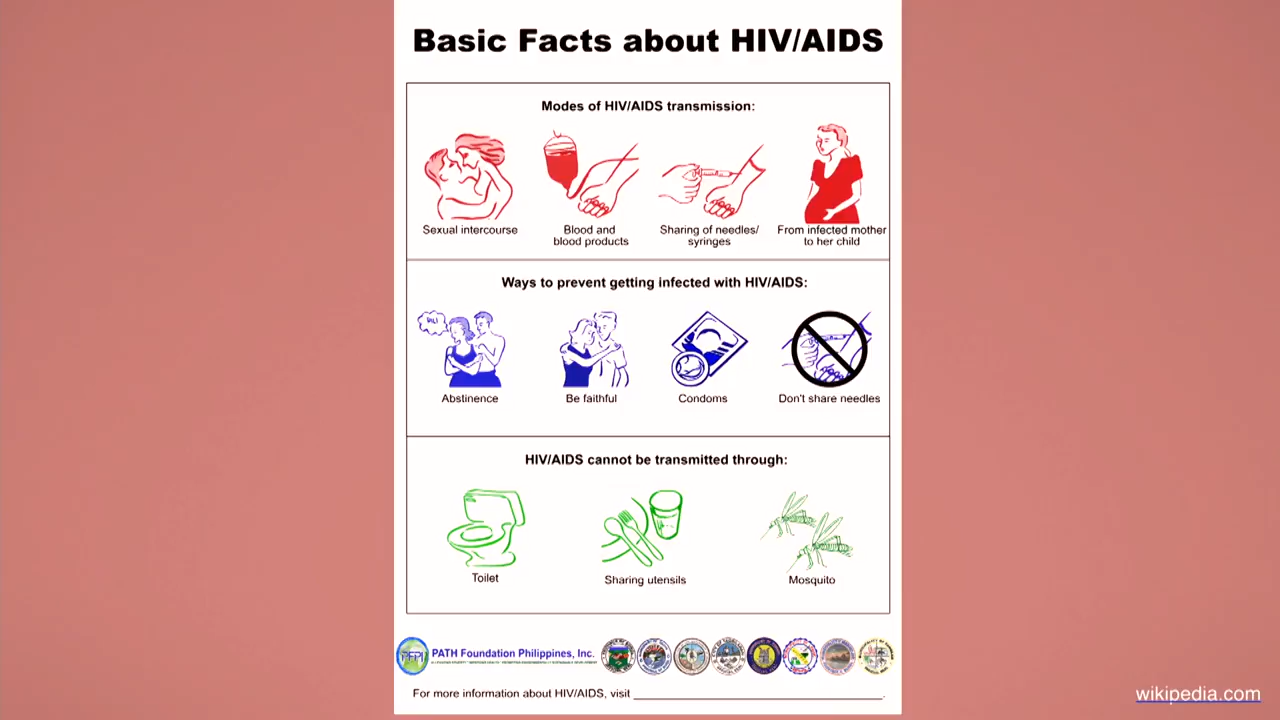 Basic Facts about HIV/AIDS
Modes of HIV/AIDS transmission:
Sexual intercourse
Blood and
blood products
Sharing of needles/
syringes
From infected mother
to her child
Ways to prevent getting infected with HIV/AIDS:
Abstinence
Be faithful
Condoms
Don't share needles
HIV/AIDS cannot be transmitted through:
Toilet
Sharing utensils
Mosquito
PFPI
PATH Foundation Philippines, Inc.
For more information about HIV/AIDS, visit ______________________________________.
wikipedia.com